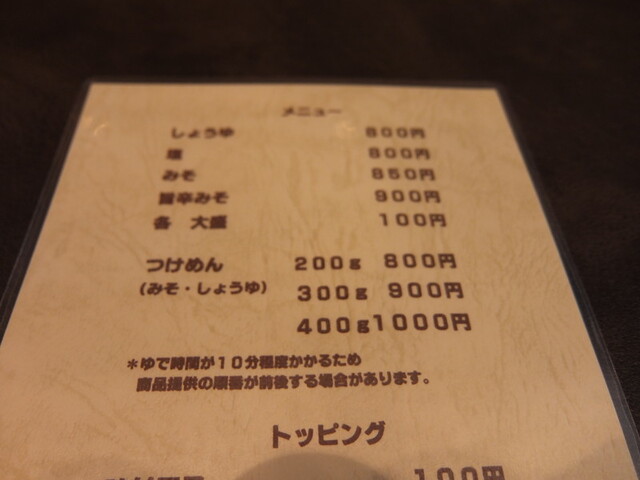 メニュー
しょうゆ 800円
塩 800円
みそ 850円
旨辛みそ 900円
各 大盛 100円
つけめん 200g 800円
(みそ・しょうゆ) 300g 900円
400g1000円
*ゆで時間が10分程度かかるため
商品提供の順番が前後する場合があります。
トッピング
100円